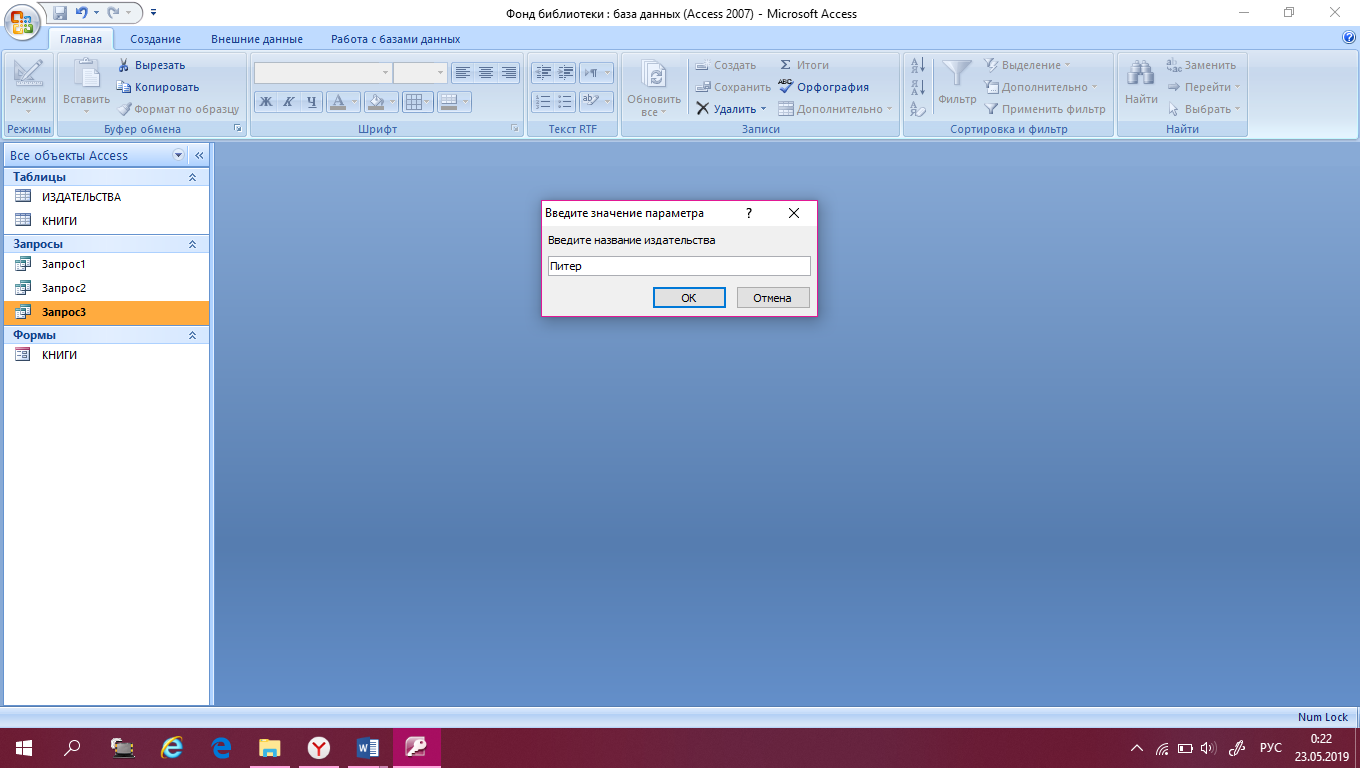 Фонд библиотеки : база данных (Access 2007) - Microsoft Access
Главная Создание Внешние данные Работа с базами данных
Режим
Режимы
Вставить
Вырезать
Копировать
Формат по образцу
Буфер обмена
Ж К Ч А
Шрифт
ab
Текст RTF
Обновить
все
Создать
Сохранить
Удалить
Σ Итоги
ABC Орфография
Дополнительно
Записи
Фильтр
Выделение
Дополнительно
Применить фильтр
Сортировка и фильтр
Найти
Заменить
Перейти
Выбрать
Найти
Все объекты Access «
Таблицы
ИЗДАТЕЛЬСТВА
КНИГИ
Запросы
Запрос1
Запрос2
Запрос3
Формы
КНИГИ
Введите значение параметра ?
Введите название издательства
Питер
ОК Отмена
Num Lock
РУС
0:22
23.05.2019